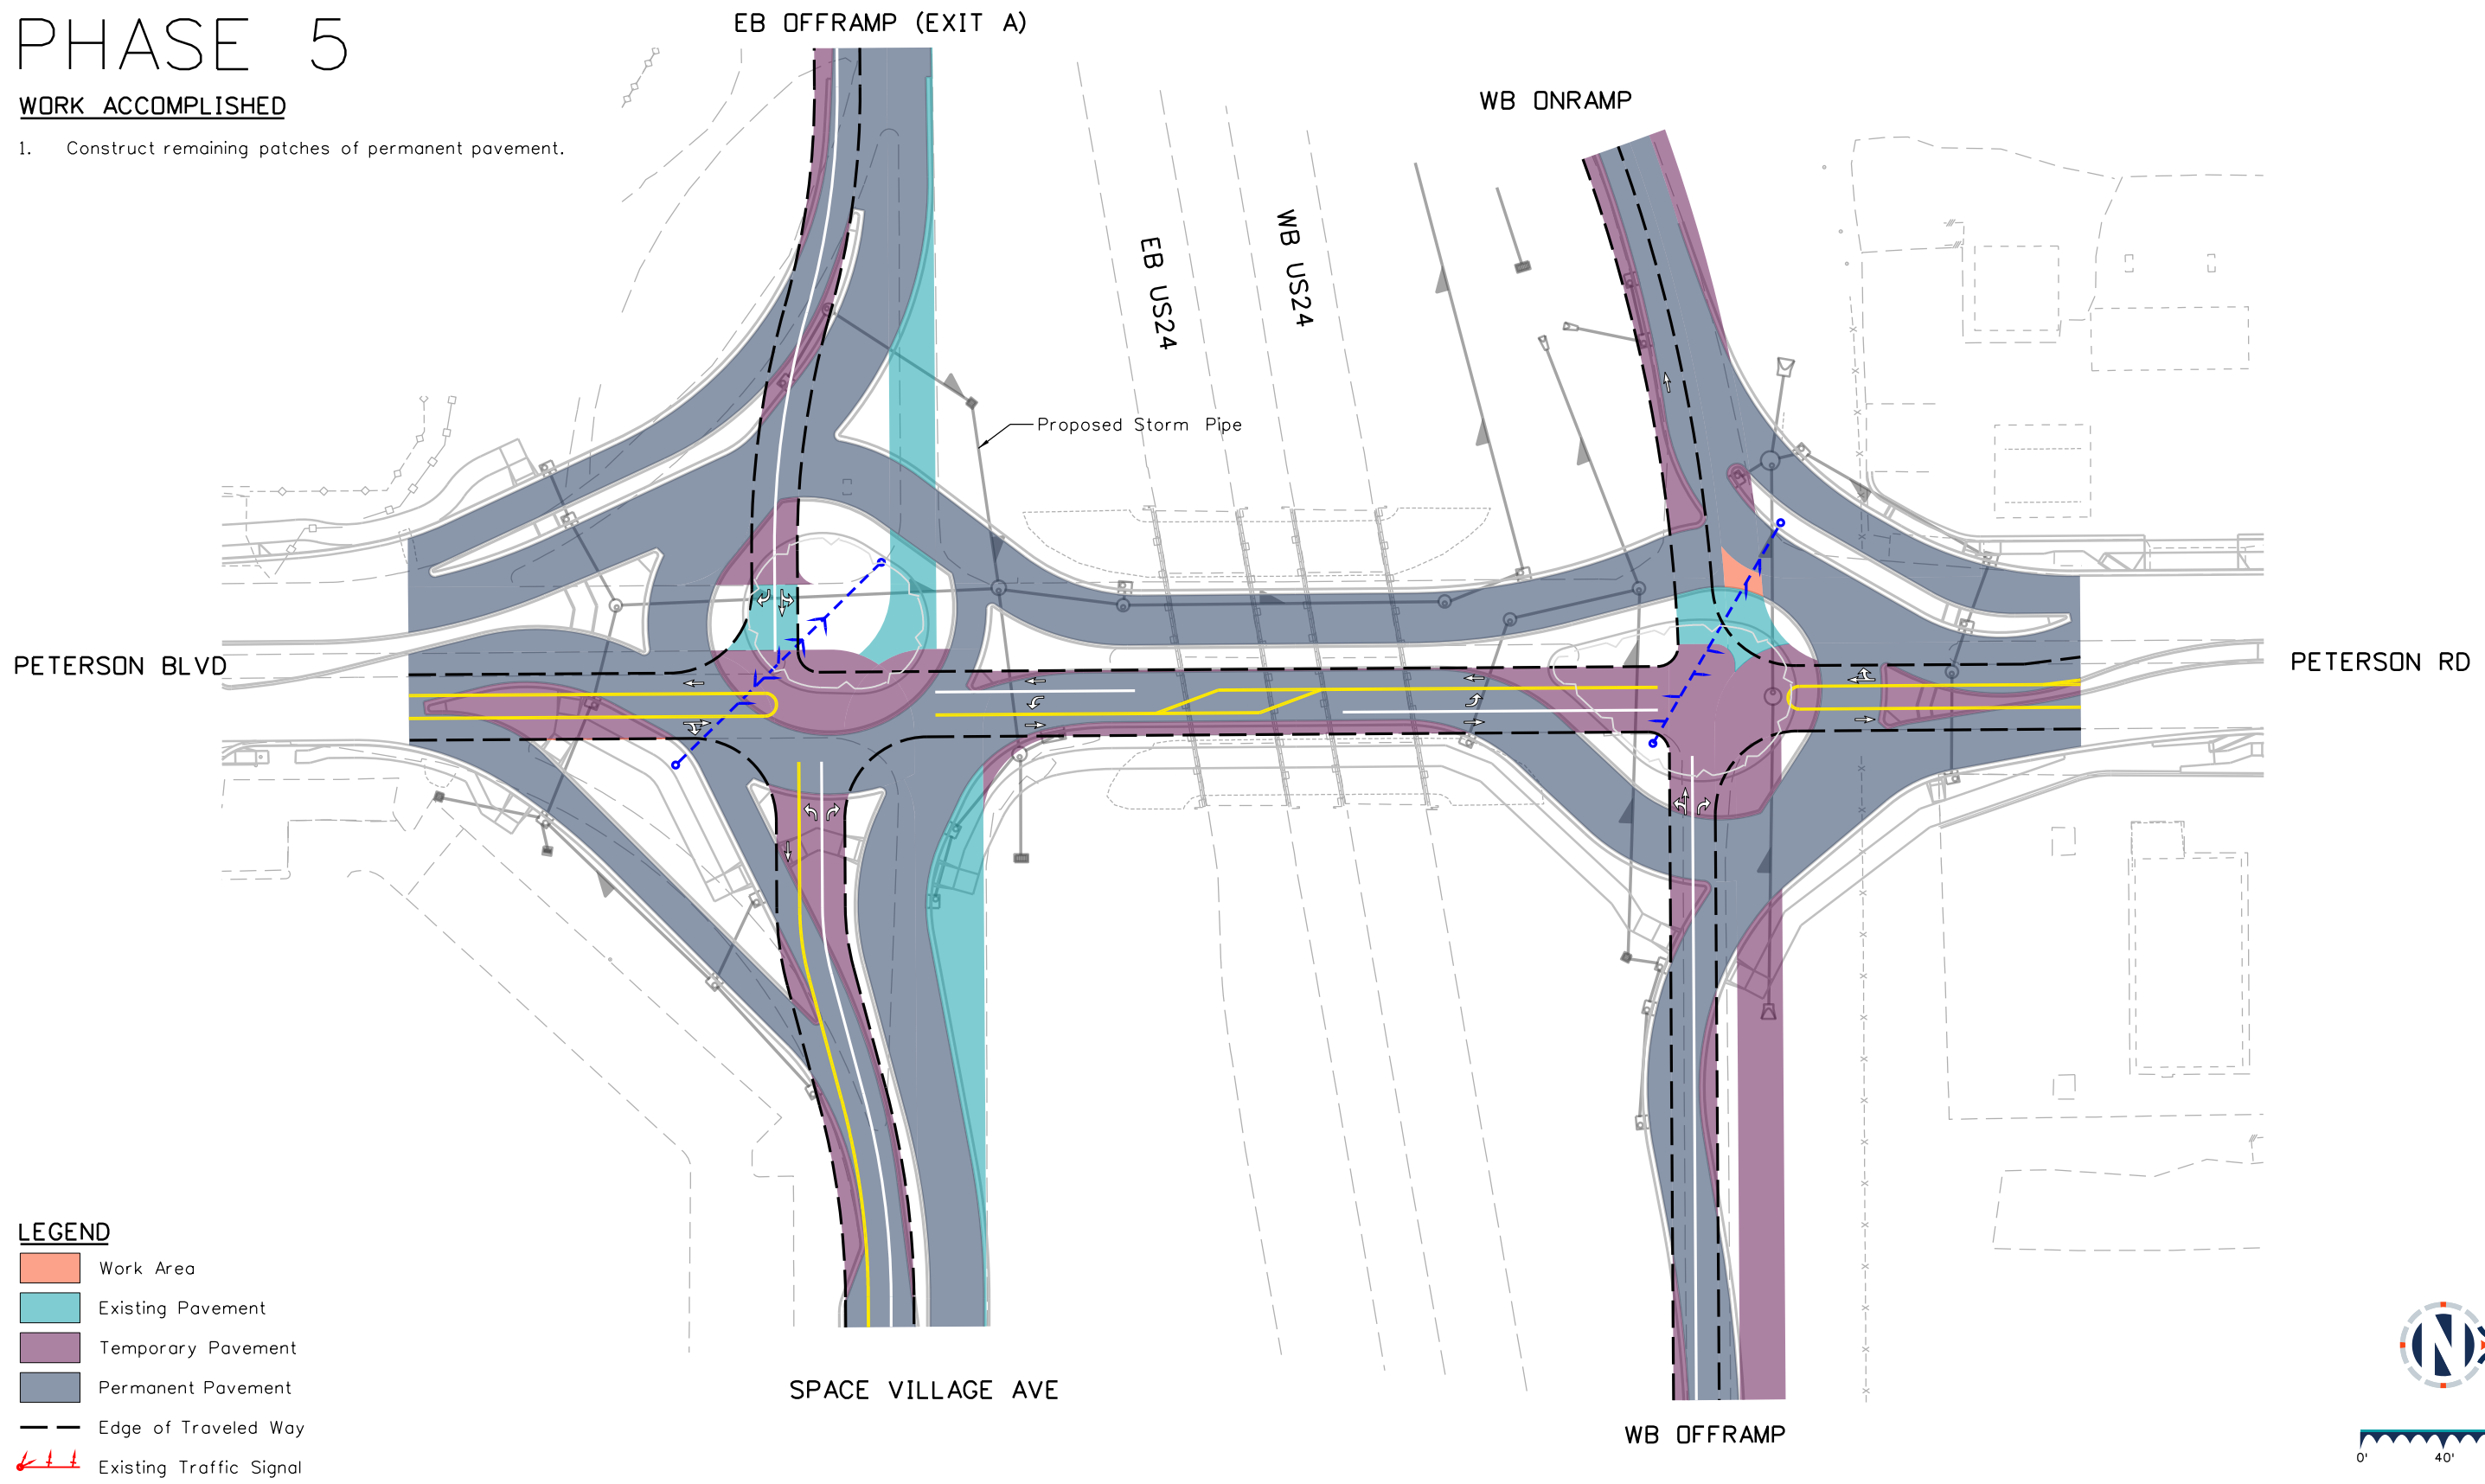 PHASE 5
EB OFFRAMP (EXIT A)
WB ONRAMP
WORK ACCOMPLISHED
1. Construct remaining patches of permanent pavement.
EB US24
WB US24
Proposed Storm Pipe
PETERSON BLVD
PETERSON RD
LEGEND
Work Area
Existing Pavement
Temporary Pavement
Permanent Pavement
Edge of Traveled Way
Existing Traffic Signal
SPACE VILLAGE AVE
WB OFFRAMP
N
0' 40'